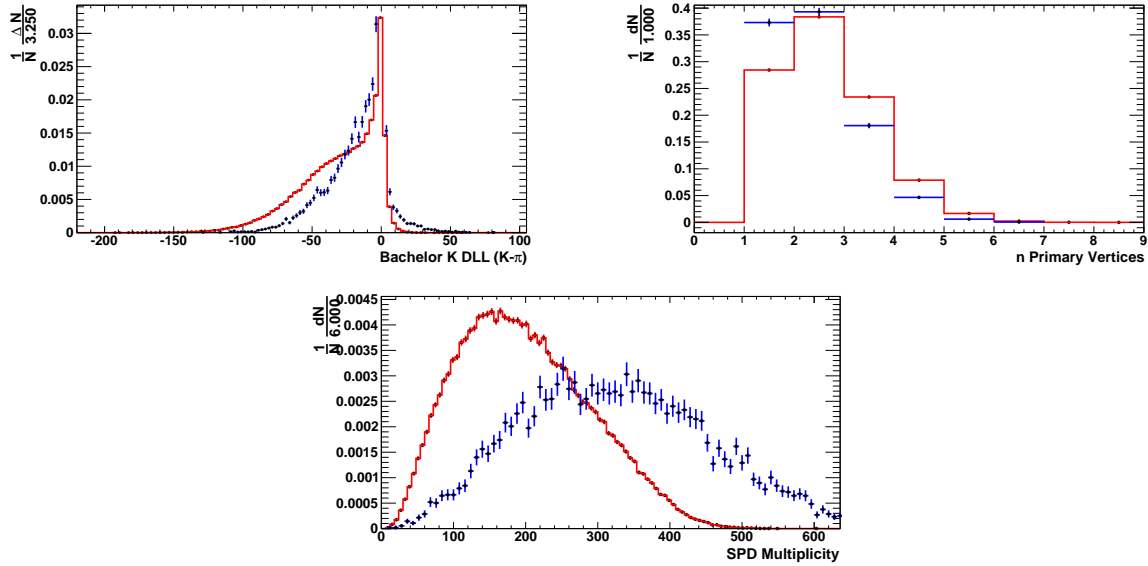 1/N ΔN/3.250
0 0.005 0.01 0.015 0.02 0.025 0.03
-200 -150 -100 -50 0 50 100
Bachelor K DLL (K-π)
1/N dN/1.000
0 0.05 0.1 0.15 0.2 0.25 0.3 0.35 0.4
0 1 2 3 4 5 6 7 8 9
n Primary Vertices
1/N dN/6.000
0 0.0005 0.001 0.0015 0.002 0.0025 0.003 0.0035 0.004 0.0045
0 100 200 300 400 500 600
SPD Multiplicity